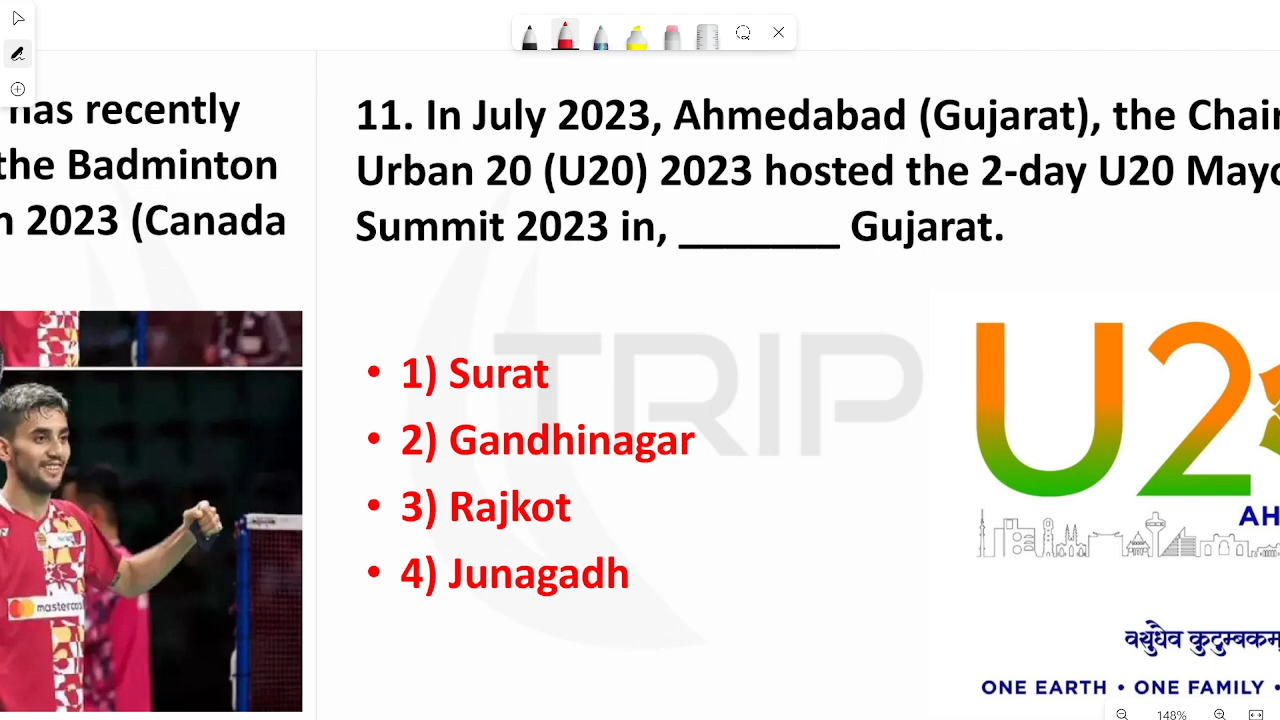 has recently
the Badminton
2023 (Canada
11. In July 2023, Ahmedabad (Gujarat), the Chair
Urban 20 (U20) 2023 hosted the 2-day U20 Mayo
Summit 2023 in, _______ Gujarat.
TRIP
• 1) Surat
• 2) Gandhinagar
• 3) Rajkot
• 4) Junagadh
U2
AH
mastercard
वसुधैव कुटुम्बकम
ONE EARTH • ONE FAMILY •
148%